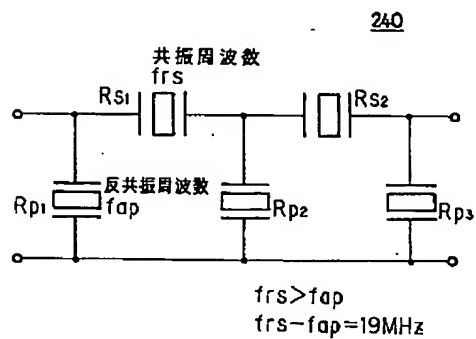 240
共振周波数
frs
Rs1
Rs2
反共振周波数
Rp1
fap
Rp2
Rp3
frs>fap
frs-fap=19MHz